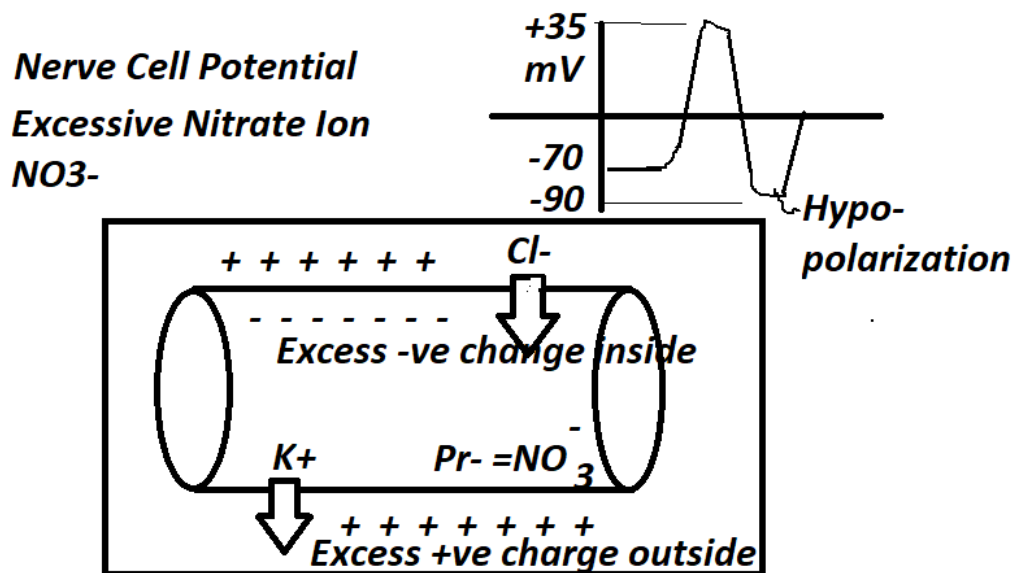 Nerve Cell Potential
Excessive Nitrate Ion
NO3-
+35
mV
-70
-90
Hypo-
polarization
+ + + + + +
Cl-
- - - - - - -
Excess -ve change inside
K+
Pr- =NO3-
+ + + + + + +
Excess +ve charge outside